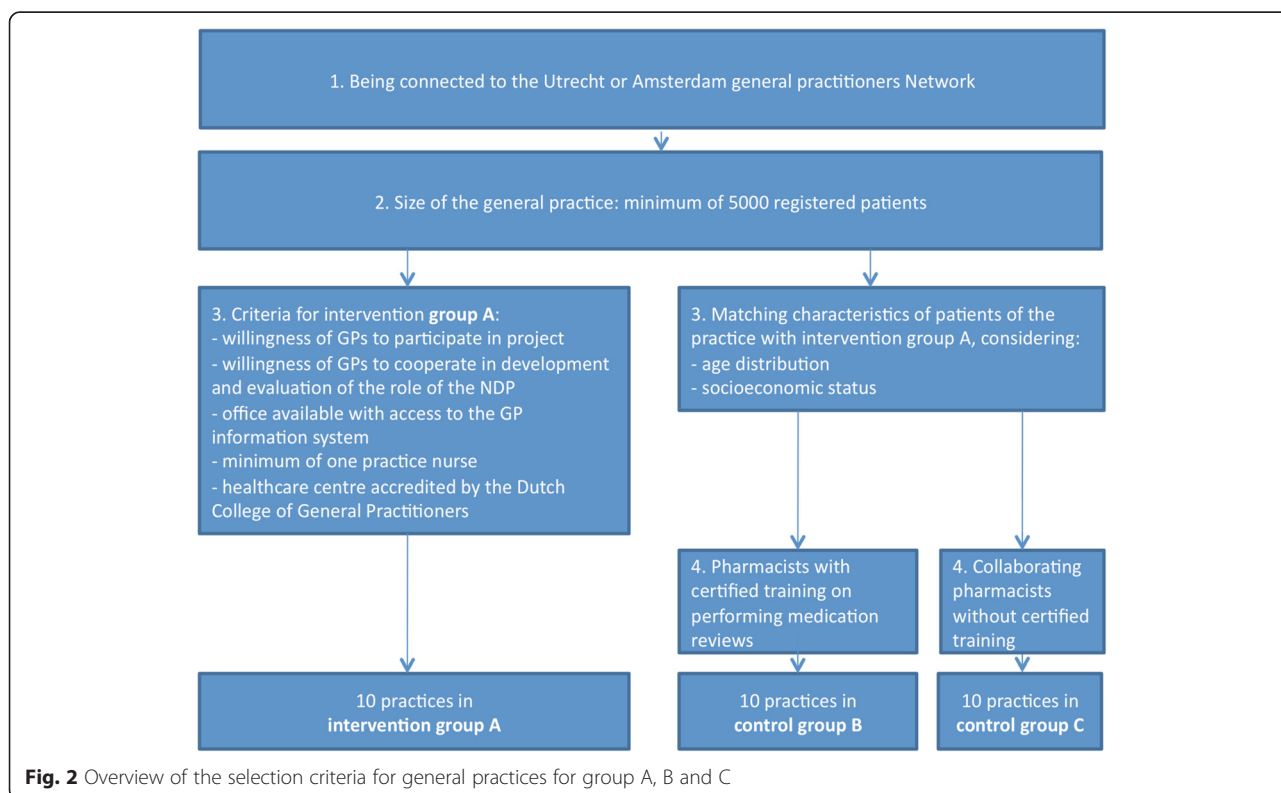 1. Being connected to the Utrecht or Amsterdam general practitioners Network
2. Size of the general practice: minimum of 5000 registered patients
3. Criteria for intervention group A:
- willingness of GPs to participate in project
- willingness of GPs to cooperate in development
and evaluation of the role of the NDP
- office available with access to the GP
information system
- minimum of one practice nurse
- healthcare centre accredited by the Dutch
College of General Practitioners
3. Matching characteristics of patients of the
practice with intervention group A, considering:
- age distribution
- socioeconomic status
4. Pharmacists with
certified training on
performing medication
reviews
4. Collaborating
pharmacists
without certified
training
10 practices in
intervention group A
10 practices in
control group B
10 practices in
control group C
Fig. 2 Overview of the selection criteria for general practices for group A, B and C